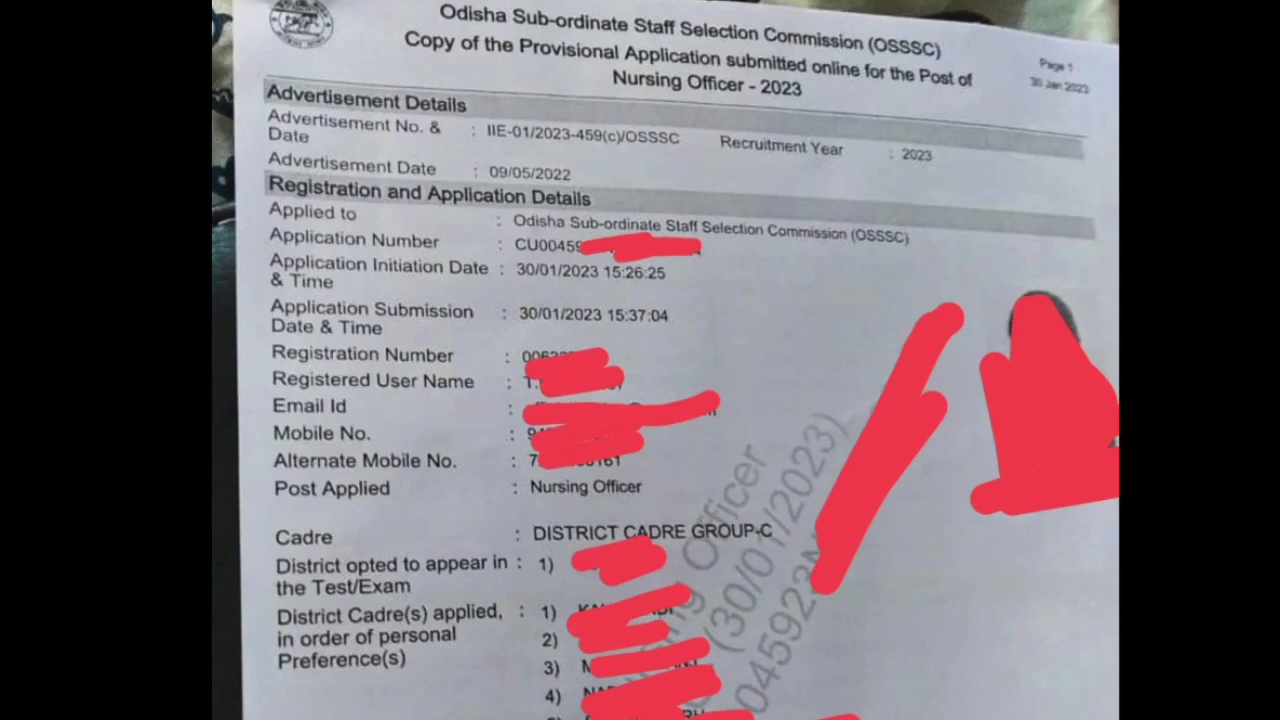 Odisha Sub-ordinate Staff Selection Commission (OSSSC)
Copy of the Provisional Application submitted online for the Post of
Nursing Officer - 2023
Page 1
30 Jan 2023
Advertisement Details
Advertisement No. & Date : IIE-01/2023-459(c)/OSSSC Recruitment Year : 2023
Advertisement Date : 09/05/2022
Registration and Application Details
Applied to : Odisha Sub-ordinate Staff Selection Commission (OSSSC)
Application Number : CU00459
Application Initiation Date & Time : 30/01/2023 15:26:25
Application Submission Date & Time : 30/01/2023 15:37:04
Registration Number : 006
Registered User Name : T.
Email Id :
Mobile No. : 9
Alternate Mobile No. : 7 161
Post Applied : Nursing Officer
Cadre : DISTRICT CADRE GROUP-C
District opted to appear in the Test/Exam : 1)
District Cadre(s) applied, in order of personal Preference(s) : 1)
2)
3) M
4)
Officer
(30/01/2023)